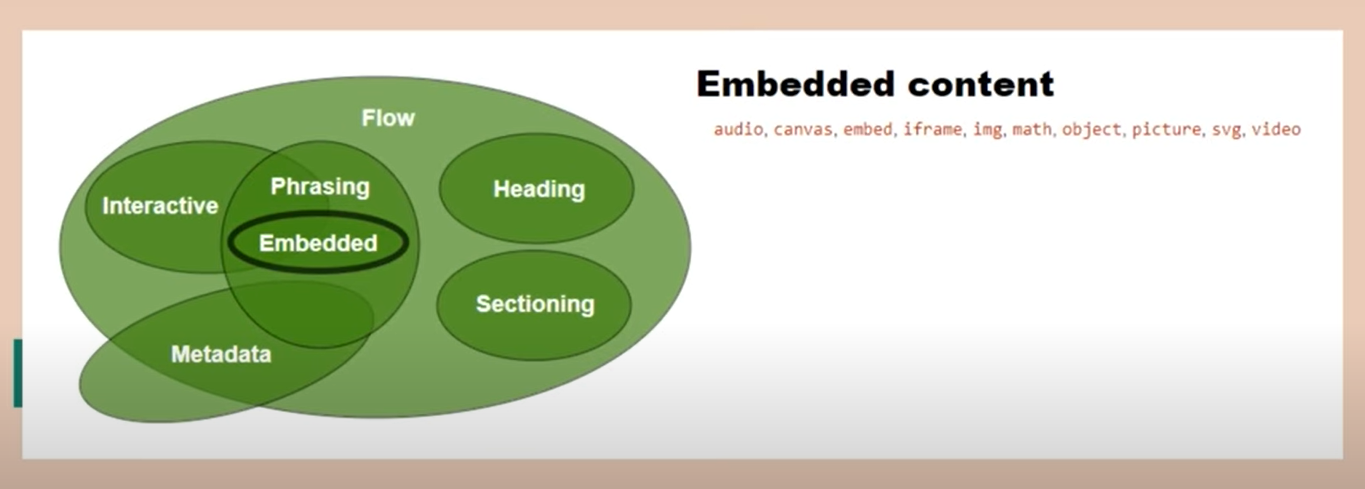 Embedded content
audio, canvas, embed, iframe, img, math, object, picture, svg, video
Flow
Interactive
Phrasing
Embedded
Heading
Sectioning
Metadata